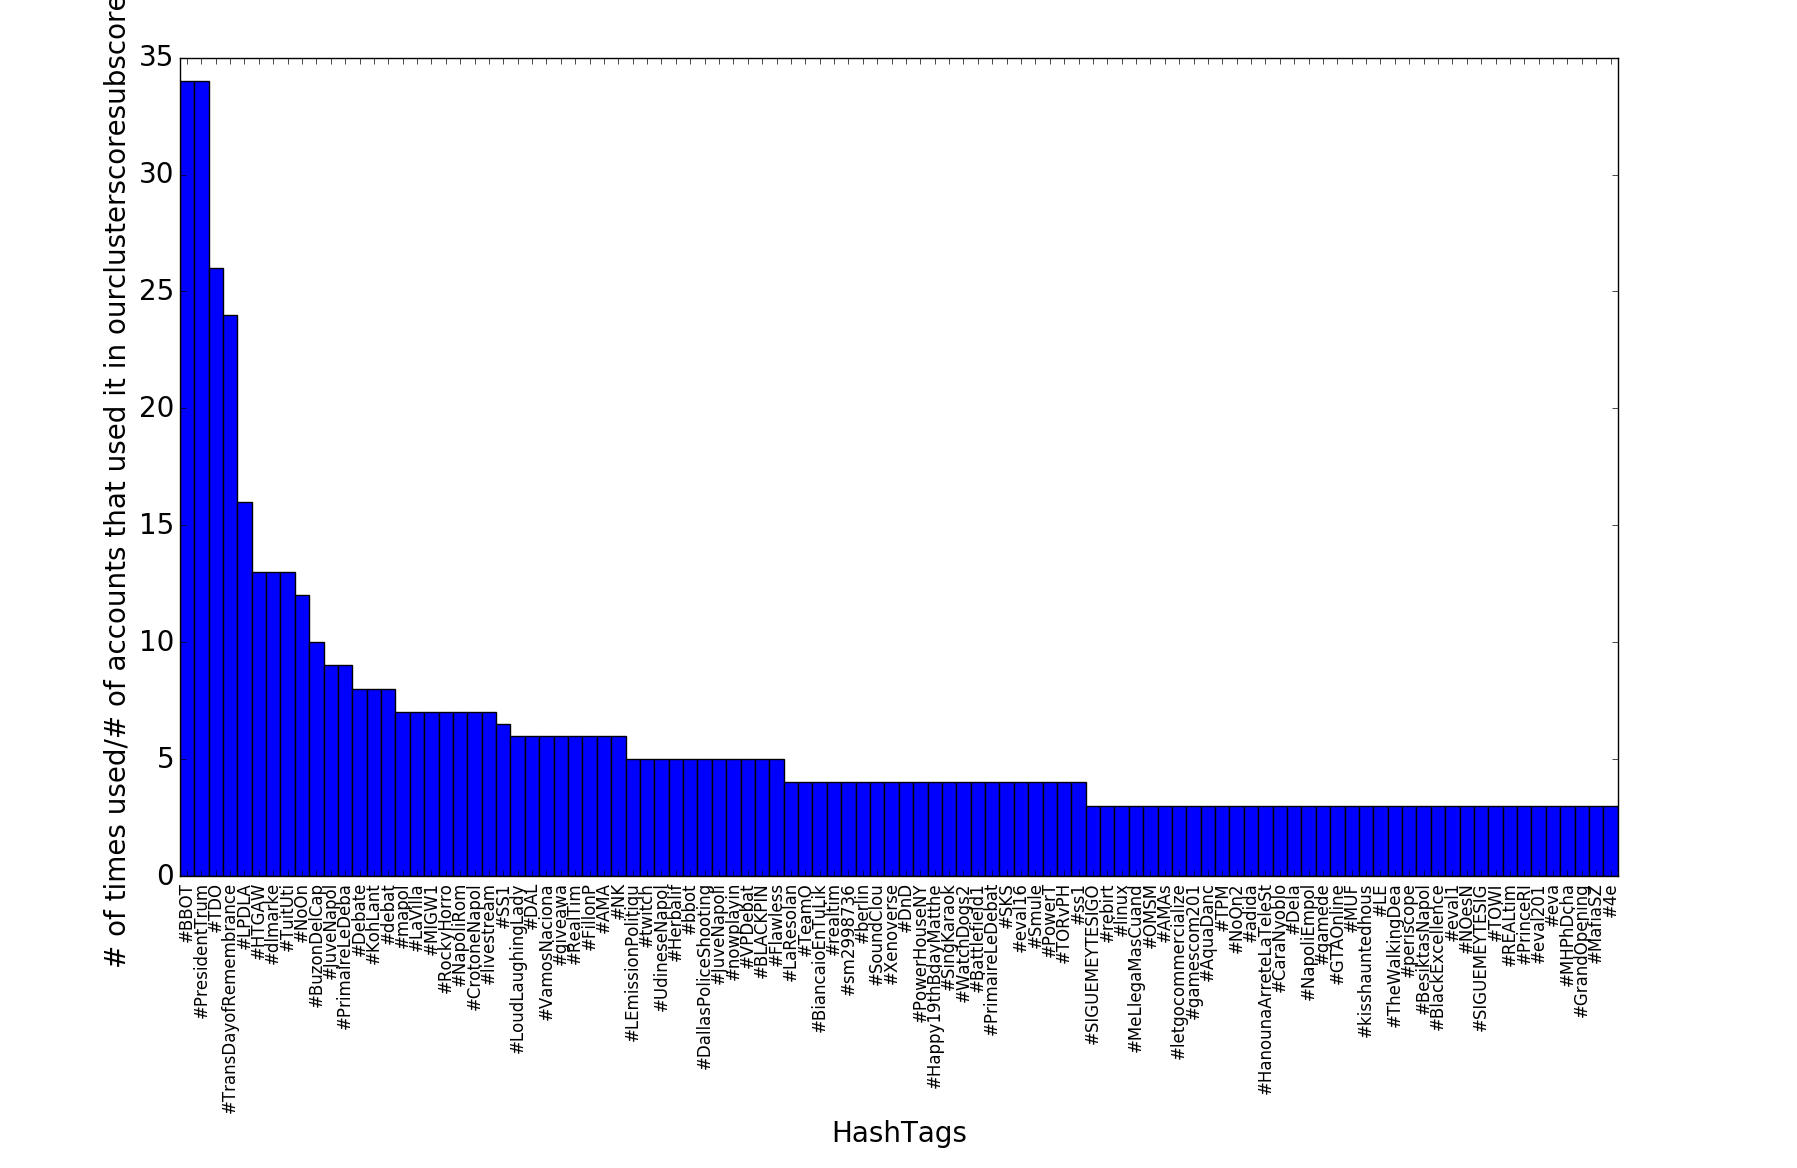 # of times used/# of accounts that used it in ourclusterscoresubscore
35
30
25
20
15
10
5
0
#BBOT
#PresidentTrum
#TDO
#TransDayofRemembrance
#LPDLA
#HTGAW
#dlmarke
#TuitUti
#NoOn
#BuzonDelCap
#JuveNapol
#PrimaireLeDeba
#Debate
#KohLant
#debat
#mapol
#LaVilla
#MIGW1
#RockyHorro
#NapoliRom
#CrotoneNapol
#livestream
#SS1
#LoudLaughingLady
#DAL
#VamosNaciona
#giveawa
#RealTim
#FillonP
#AMA
#NK
#LEmissionPolitiqu
#twitch
#UdineseNapol
#Herbalif
#bbot
#DallasPoliceShooting
#JuveNapoli
#nowplayin
#VPDebat
#BLACKPIN
#Flawless
#LaResolan
#TeamO
#BiancaioEnTuLik
#realtim
#sm2998736
#berlin
#SoundClou
#Xenoverse
#DnD
#PowerHouseNY
#Happy19thBdayMatthe
#SingKaraok
#WatchDogs2
#Battlefield1
#PrimaireLeDebat
#SKS
#eval16
#Smule
#PowerT
#TORvPH
#ss1
#SIGUEMEYTESIGO
#rebirt
#linux
#MeLlegaMasCuand
#OMSM
#AMAs
#letgocommercialize
#gamescom201
#AquaDanc
#TPM
#NoOn2
#adida
#HanounaArreteLaTeleSt
#CaraNyoblo
#Dela
#NapoliEmpol
#gamede
#GTAOnline
#MUF
#kisshauntedhous
#LE
#TheWalkingDea
#periscope
#BesiktasNapol
#BlackExcellence
#eval1
#NOesN
#SIGUEMEYTESIG
#TOWI
#REALtim
#PrinceRI
#eval201
#eva
#MHPhDcha
#GrandOpening
#MafiaSZ
#4e
HashTags